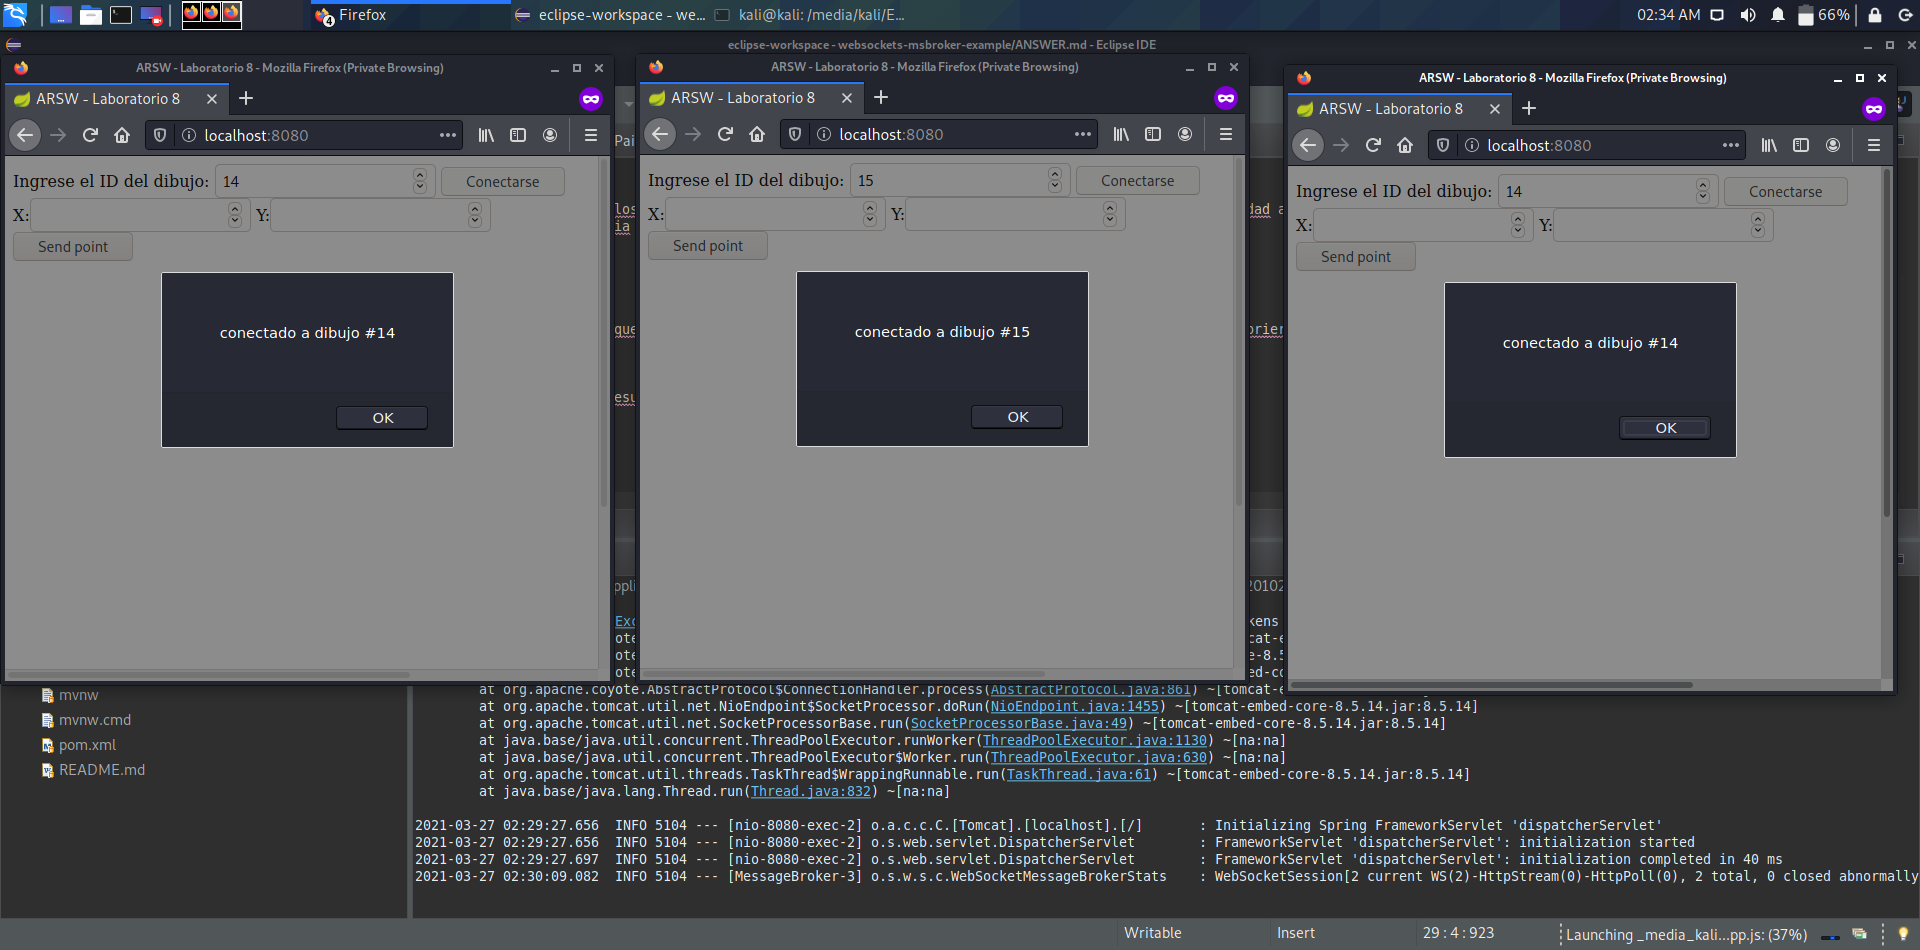 Firefox
4
eclipse-workspace - we...
kali@kali: /media/kali/E...
02:34 AM
66%
eclipse-workspace - websockets-msbroker-example/ANSWER.md - Eclipse IDE
ARSW - Laboratorio 8 - Mozilla Firefox (Private Browsing)
ARSW - Laboratorio 8
localhost:8080
Ingrese el ID del dibujo: 14 Conectarse
X: Y:
Send point
conectado a dibujo #14
OK
ARSW - Laboratorio 8 - Mozilla Firefox (Private Browsing)
ARSW - Laboratorio 8
localhost:8080
Ingrese el ID del dibujo: 15 Conectarse
X: Y:
Send point
conectado a dibujo #15
OK
ARSW - Laboratorio 8 - Mozilla Firefox (Private Browsing)
ARSW - Laboratorio 8
localhost:8080
Ingrese el ID del dibujo: 14 Conectarse
X: Y:
Send point
conectado a dibujo #14
OK
mvnw
mvnw.cmd
pom.xml
README.md
at org.apache.coyote.AbstractProtocol$ConnectionHandler.process(AbstractProtocol.java:861) ~[tomcat-embed-
at org.apache.tomcat.util.net.NioEndpoint$SocketProcessor.doRun(NioEndpoint.java:1455) ~[tomcat-embed-core-8.5.14.jar:8.5.14]
at org.apache.tomcat.util.net.SocketProcessorBase.run(SocketProcessorBase.java:49) ~[tomcat-embed-core-8.5.14.jar:8.5.14]
at java.base/java.util.concurrent.ThreadPoolExecutor.runWorker(ThreadPoolExecutor.java:1130) ~[na:na]
at java.base/java.util.concurrent.ThreadPoolExecutor$Worker.run(ThreadPoolExecutor.java:630) ~[na:na]
at org.apache.tomcat.util.threads.TaskThread$WrappingRunnable.run(TaskThread.java:61) ~[tomcat-embed-core-8.5.14.jar:8.5.14]
at java.base/java.lang.Thread.run(Thread.java:832) ~[na:na]
2021-03-27 02:29:27.656 INFO 5104 --- [nio-8080-exec-2] o.a.c.c.C.[Tomcat].[localhost].[/] : Initializing Spring FrameworkServlet 'dispatcherServlet'
2021-03-27 02:29:27.656 INFO 5104 --- [nio-8080-exec-2] o.s.web.servlet.DispatcherServlet : FrameworkServlet 'dispatcherServlet': initialization started
2021-03-27 02:29:27.697 INFO 5104 --- [nio-8080-exec-2] o.s.web.servlet.DispatcherServlet : FrameworkServlet 'dispatcherServlet': initialization completed in 40 ms
2021-03-27 02:30:09.082 INFO 5104 --- [MessageBroker-3] o.s.w.s.c.WebSocketMessageBrokerStats : WebSocketSession[2 current WS(2)-HttpStream(0)-HttpPoll(0), 2 total, 0 closed abnormally
Writable
Insert
29 : 4 : 923
Launching _media_kali...pp.js: (37%)